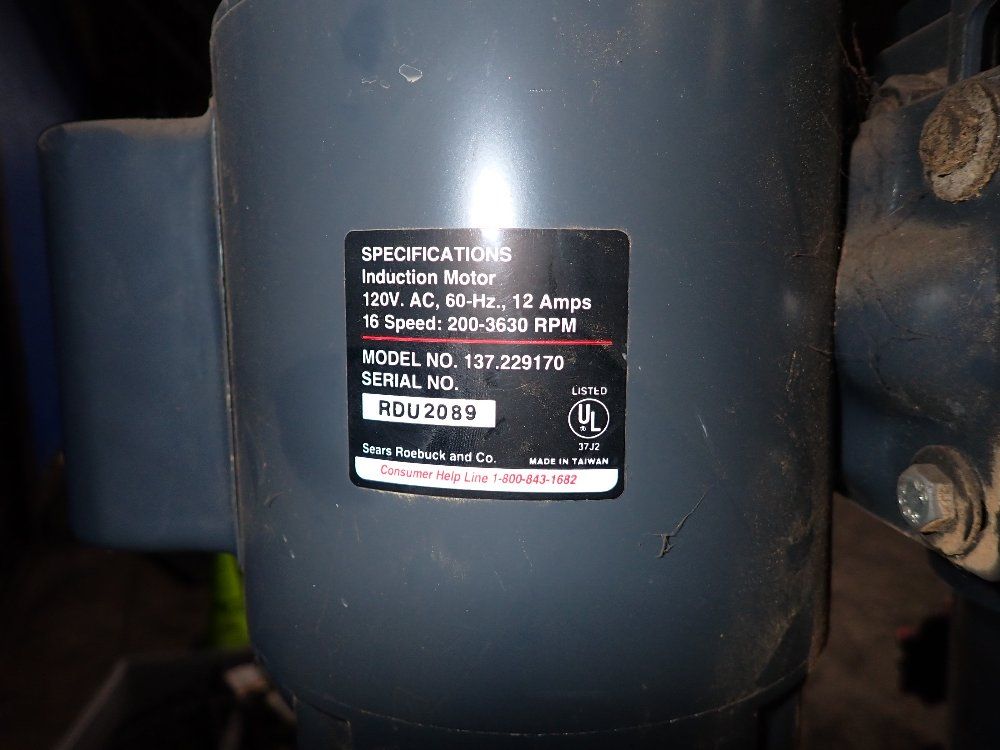 SPECIFICATIONS
Induction Motor
120V. AC, 60-Hz., 12 Amps
16 Speed: 200-3630 RPM
MODEL NO. 137.229170
SERIAL NO.
RDU2089
LISTED
UL
37J2
Sears Roebuck and Co.
MADE IN TAIWAN
Consumer Help Line 1-800-843-1682